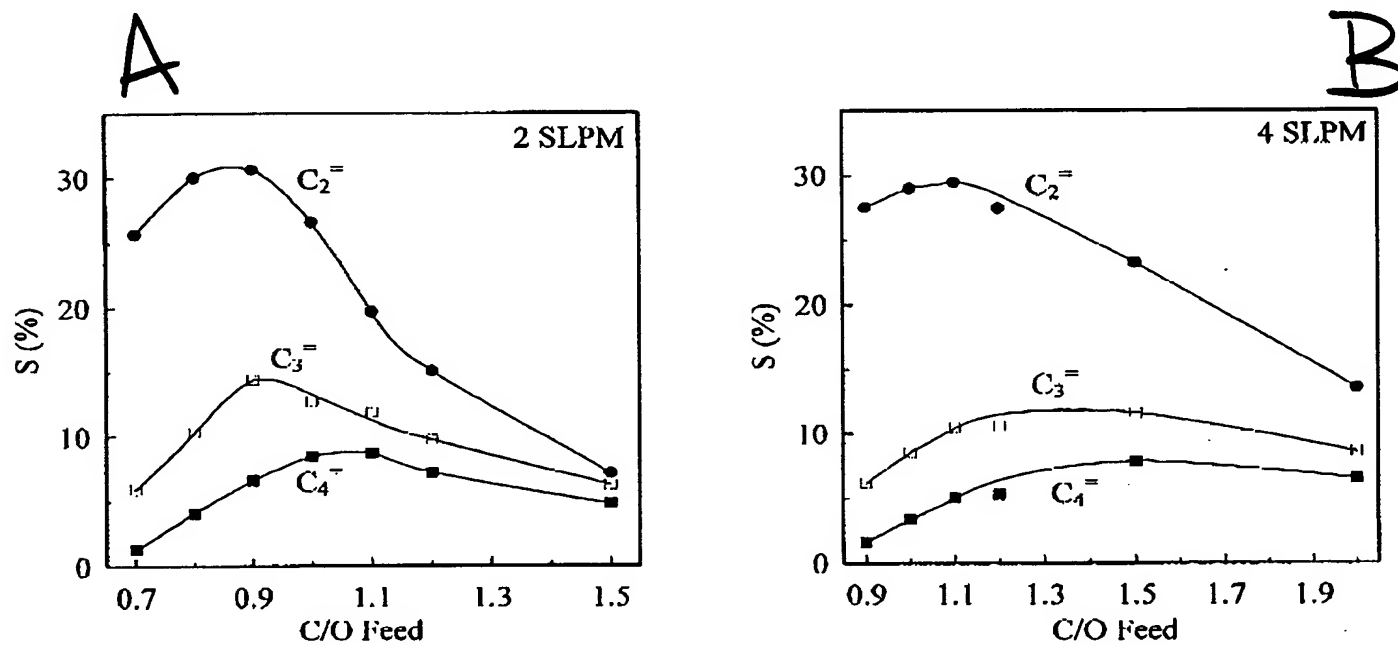 A
B
2 SLPM
C2=
C3=
C4=
S (%)
30
20
10
0
0.7 0.9 1.1 1.3 1.5
C/O Feed
4 SLPM
C2=
C3=
C4=
S (%)
30
20
10
0
0.9 1.1 1.3 1.5 1.7 1.9
C/O Feed